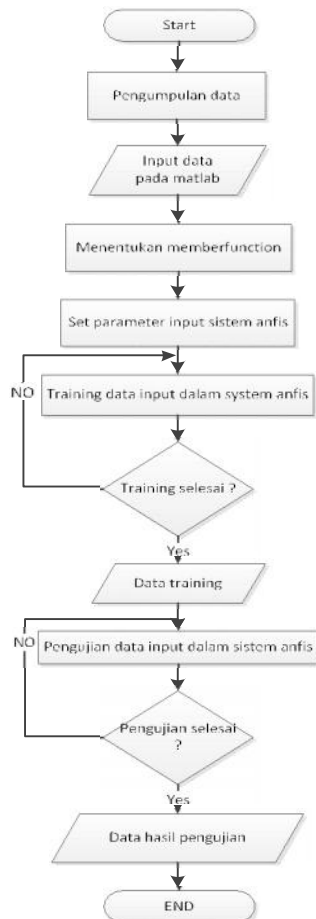 Start
Pengumpulan data
Input data
pada matlab
Menentukan memberfunction
Set parameter input sistem anfis
NO
Training data input dalam system anfis
Training selesai ?
Yes
Data training
NO
Pengujian data input dalam sistem anfis
Pengujian selesai
?
Yes
Data hasil pengujian
END